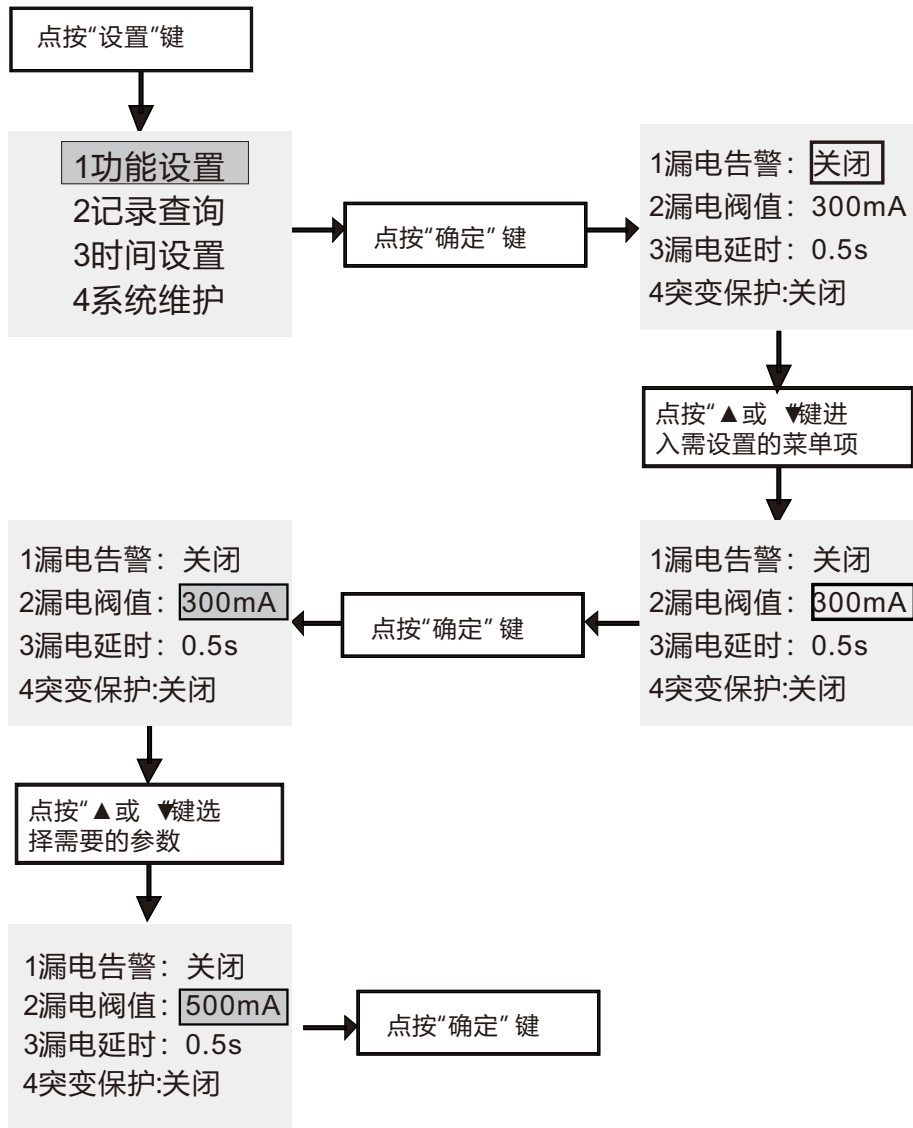 点按“设置”键
1功能设置
2记录查询
3时间设置
4系统维护
点按“确定” 键
1漏电告警：关闭
2漏电阀值：300mA
3漏电延时：0.5s
4突变保护:关闭
点按“▲或 ▼”键进
入需设置的菜单项
1漏电告警：关闭
2漏电阀值：300mA
3漏电延时：0.5s
4突变保护:关闭
点按“确定” 键
1漏电告警：关闭
2漏电阀值：300mA
3漏电延时：0.5s
4突变保护:关闭
点按“▲或 ▼”键选
择需要的参数
1漏电告警：关闭
2漏电阀值：500mA
3漏电延时：0.5s
4突变保护:关闭
点按“确定” 键